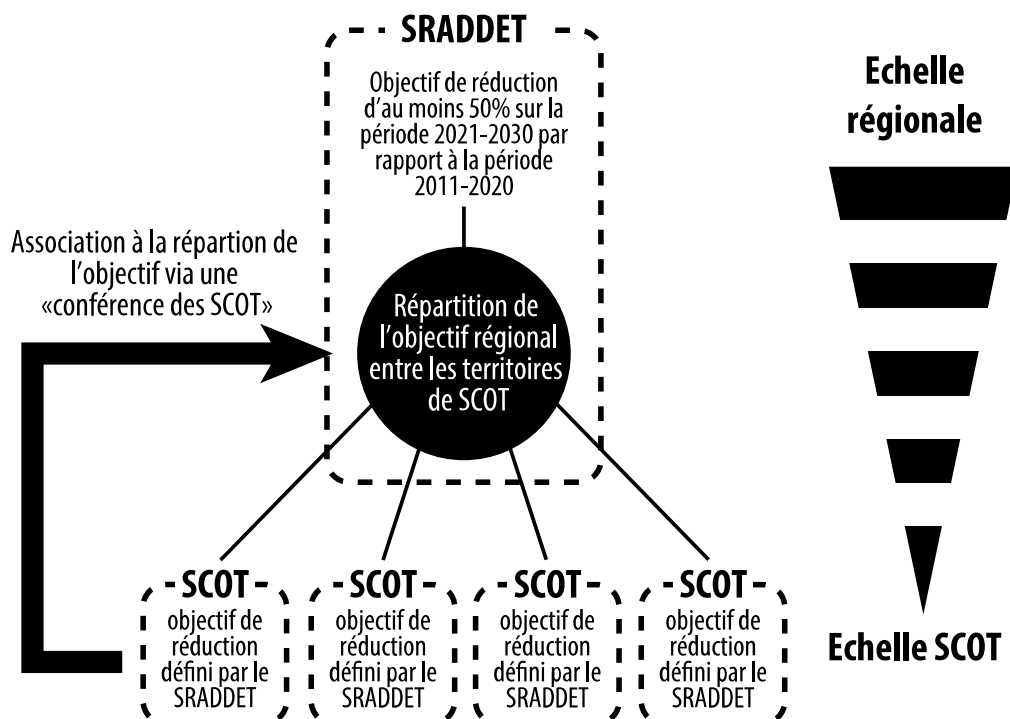 SRADDET
Objectif de réduction
d'au moins 50% sur la
période 2021-2030 par
rapport à la période
2011-2020
Echelle
régionale
Association à la répartion de
l'objectif via une
«conférence des SCOT»
Répartition de
l'objectif régional
entre les territoires
de SCOT
SCOT
objectif de
réduction
défini par le
SRADDET
SCOT
objectif de
réduction
défini par le
SRADDET
SCOT
objectif de
réduction
défini par le
SRADDET
SCOT
objectif de
réduction
défini par le
SRADDET
Echelle SCOT